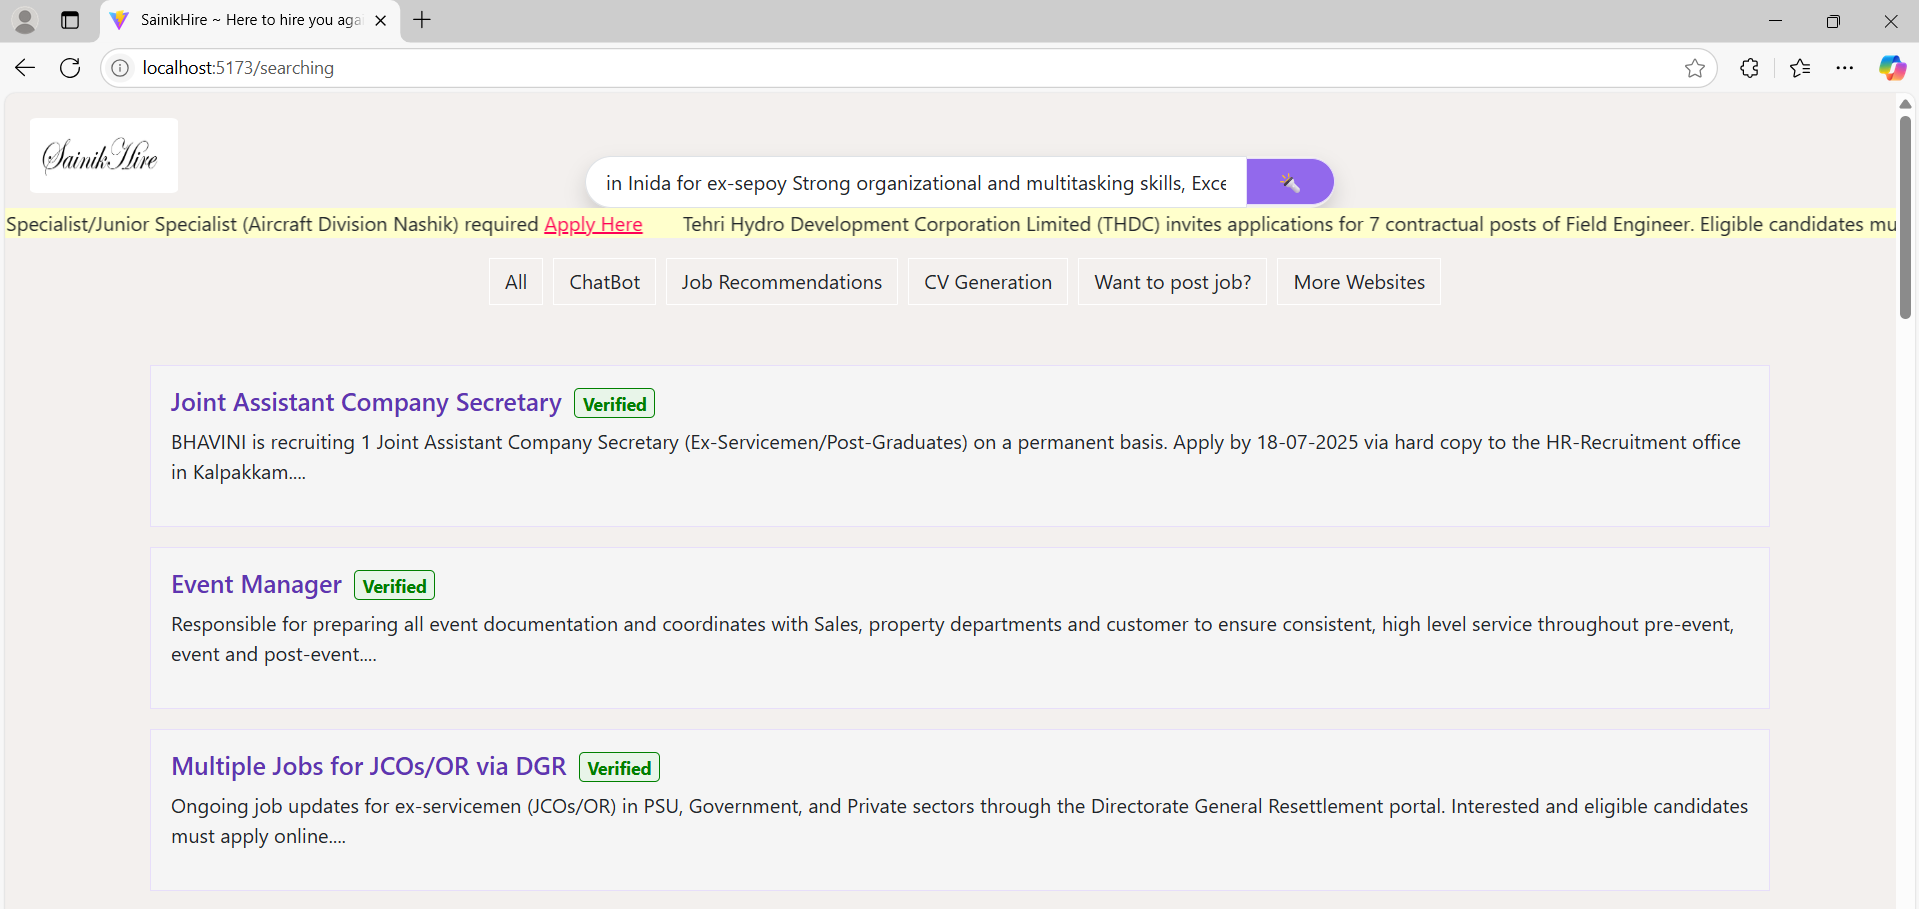 SainikHire ~ Here to hire you aga
localhost:5173/searching
SainikHire
in Inida for ex-sepoy Strong organizational and multitasking skills, Exce
Specialist/Junior Specialist (Aircraft Division Nashik) required Apply Here Tehri Hydro Development Corporation Limited (THDC) invites applications for 7 contractual posts of Field Engineer. Eligible candidates mu
All ChatBot Job Recommendations CV Generation Want to post job? More Websites
Joint Assistant Company Secretary Verified
BHAVINI is recruiting 1 Joint Assistant Company Secretary (Ex-Servicemen/Post-Graduates) on a permanent basis. Apply by 18-07-2025 via hard copy to the HR-Recruitment office
in Kalpakkam....
Event Manager Verified
Responsible for preparing all event documentation and coordinates with Sales, property departments and customer to ensure consistent, high level service throughout pre-event,
event and post-event....
Multiple Jobs for JCOs/OR via DGR Verified
Ongoing job updates for ex-servicemen (JCOs/OR) in PSU, Government, and Private sectors through the Directorate General Resettlement portal. Interested and eligible candidates
must apply online....